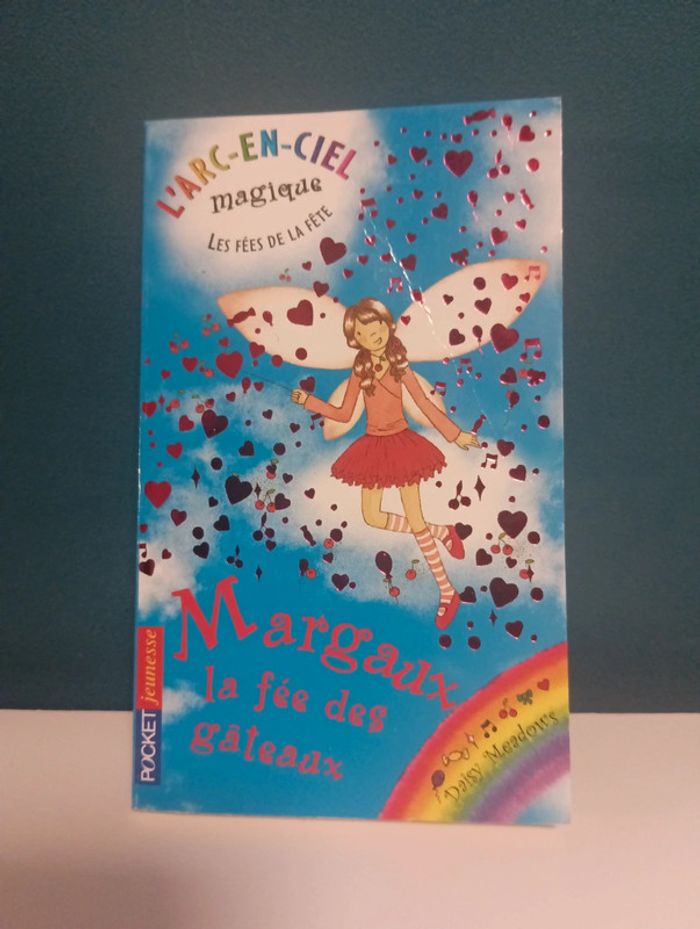 L'ARC-EN-CIEL
magique
LES FÉES DE LA FÊTE
Margaux
la fée des
gâteaux
POCKET jeunesse
Daisy Meadows